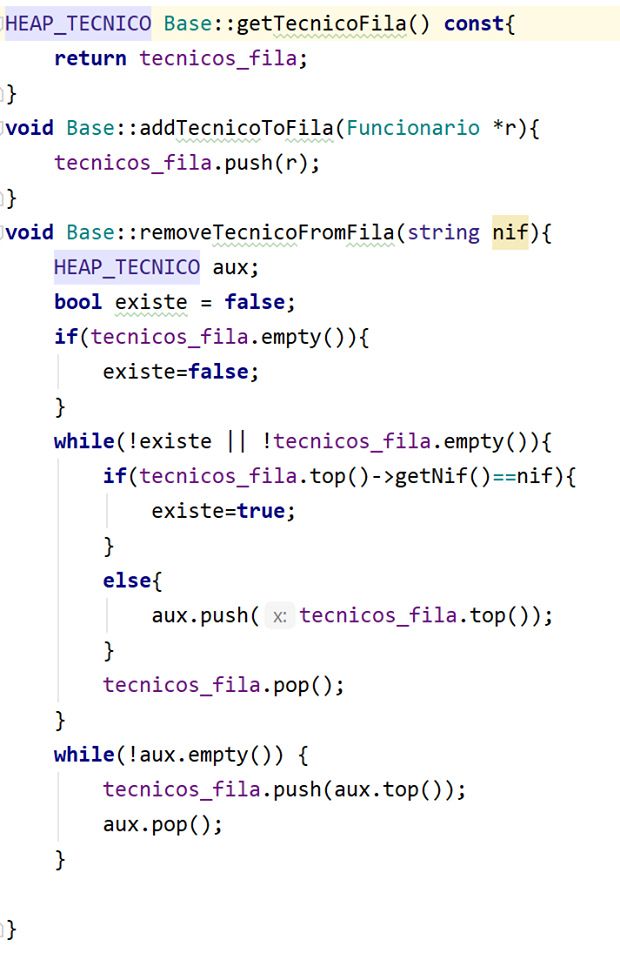 HEAP_TECNICO Base::getTecnicoFila() const{
    return tecnicos_fila;
}
void Base::addTecnicoToFila(Funcionario *r){
    tecnicos_fila.push(r);
}
void Base::removeTecnicoFromFila(string nif){
    HEAP_TECNICO aux;
    bool existe = false;
    if(tecnicos_fila.empty()){
        existe=false;
    }
    while(!existe || !tecnicos_fila.empty()){
        if(tecnicos_fila.top()->getNif()==nif){
            existe=true;
        }
        else{
            aux.push( x: tecnicos_fila.top());
        }
        tecnicos_fila.pop();
    }
    while(!aux.empty()) {
        tecnicos_fila.push(aux.top());
        aux.pop();
    }
}